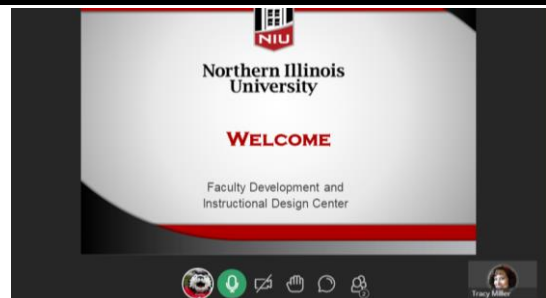 NIU
Northern Illinois
University
WELCOME
Faculty Development and
Instructional Design Center
Tracy Miller